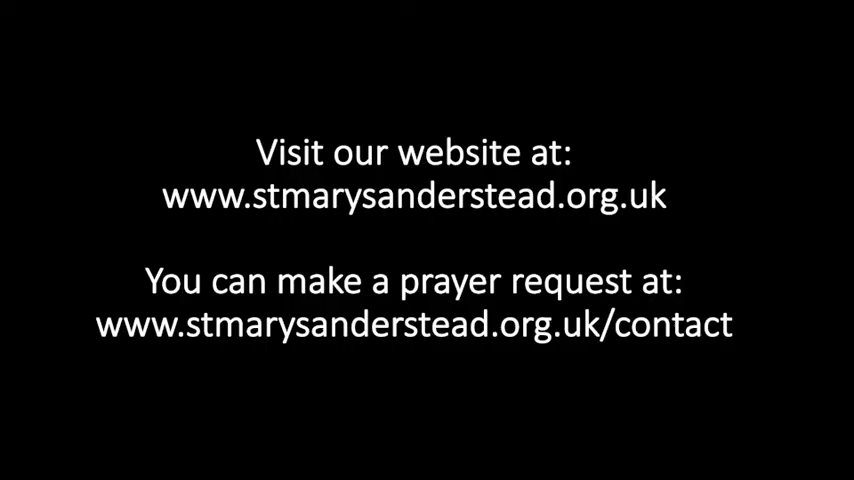 Visit our website at:
www.stmarysanderstead.org.uk
You can make a prayer request at:
www.stmarysanderstead.org.uk/contact